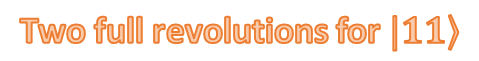 Two full revolutions for |11⟩